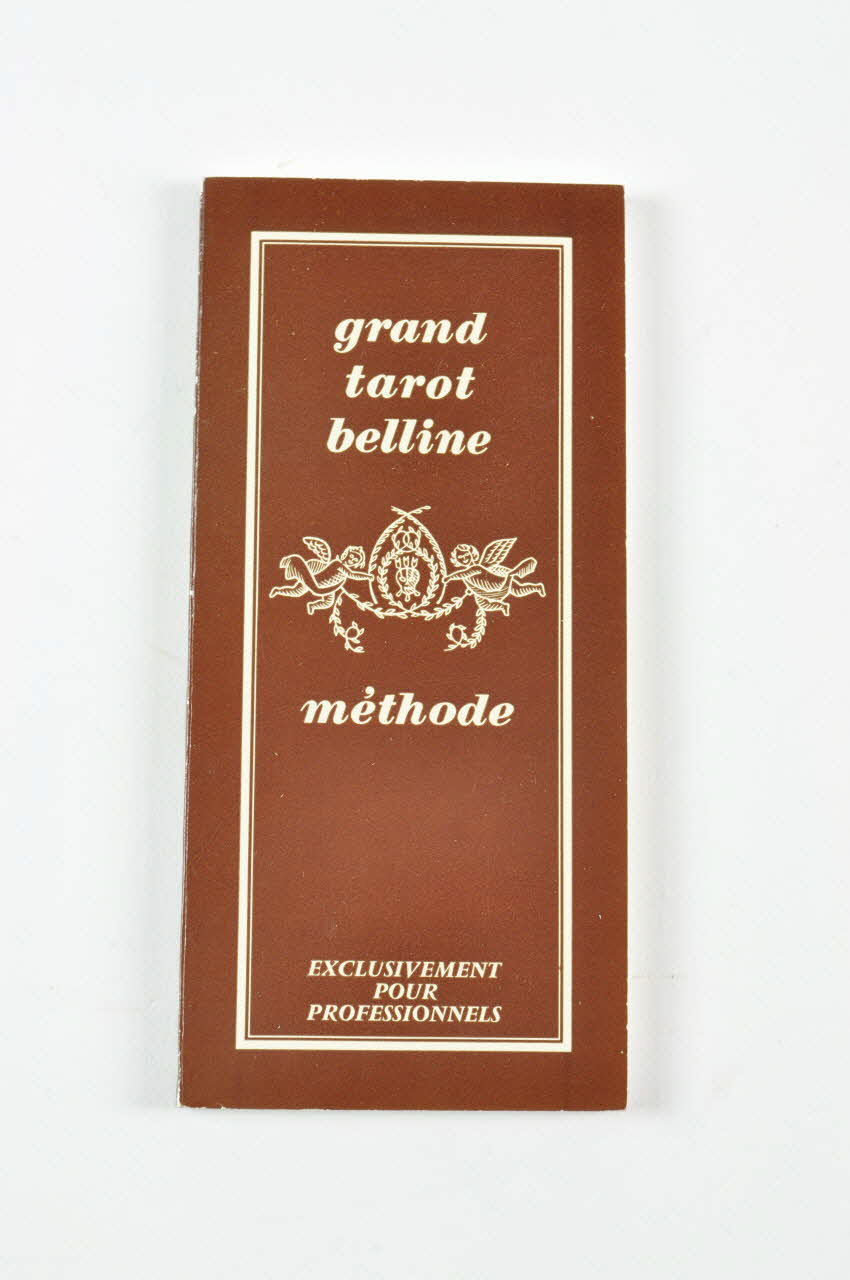 grand
tarot
belline
méthode
EXCLUSIVEMENT
POUR
PROFESSIONNELS